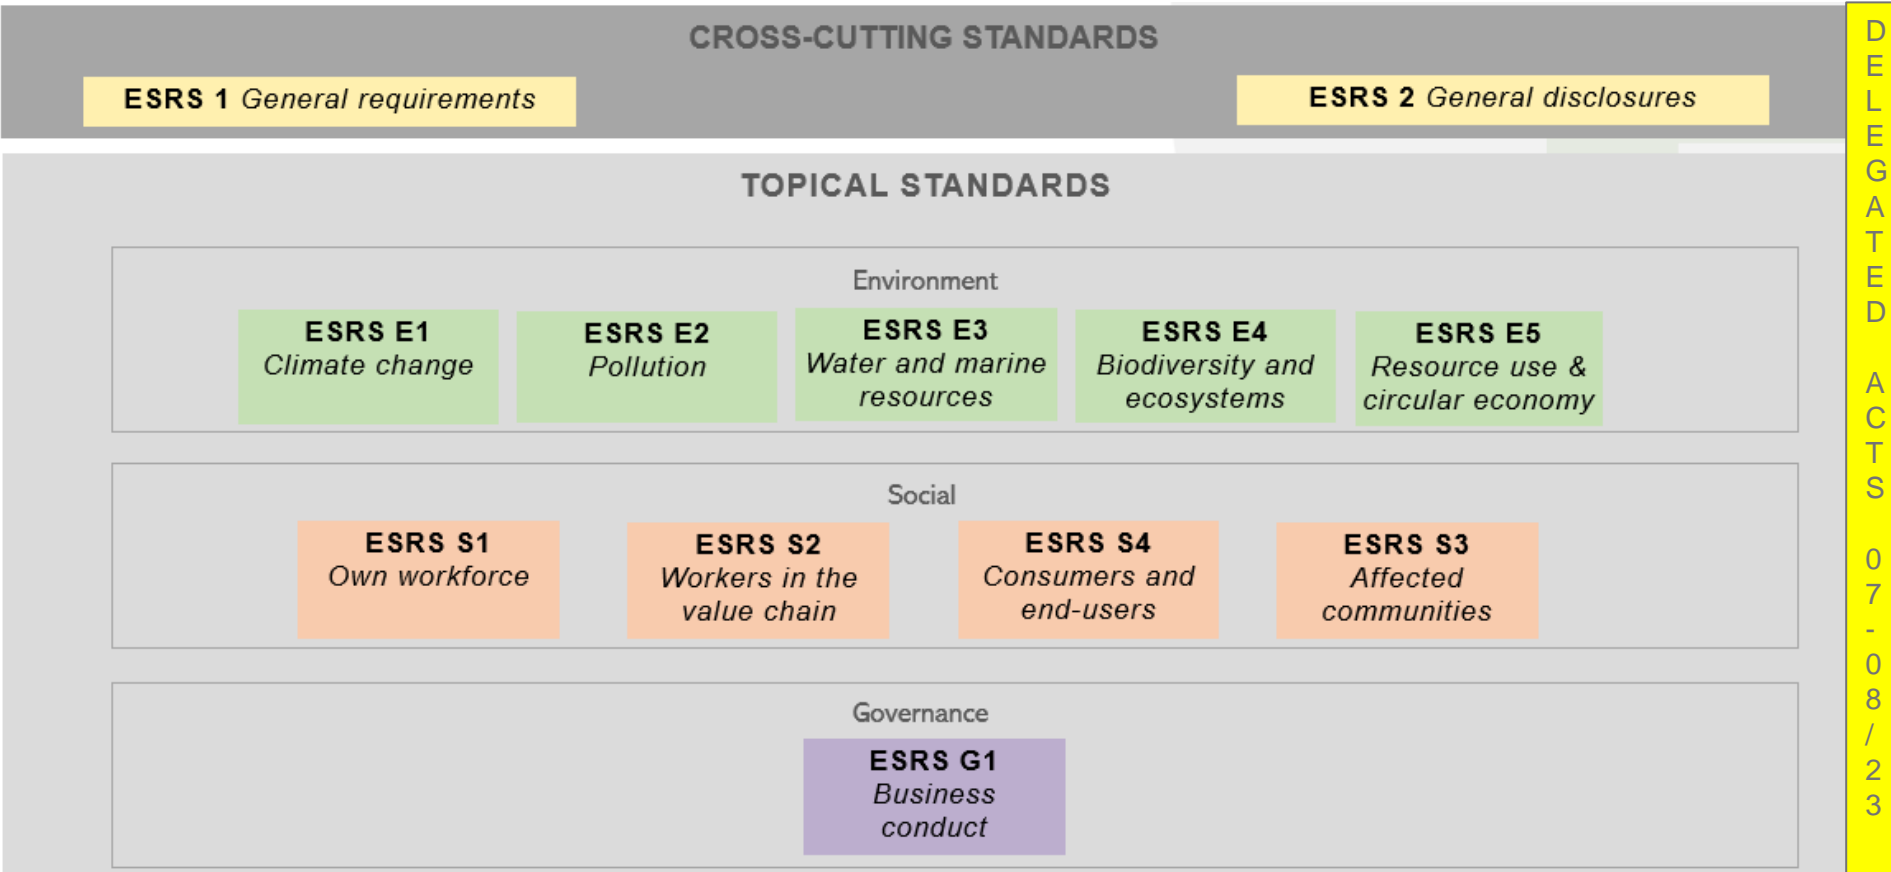 CROSS-CUTTING STANDARDS
ESRS 1 General requirements
ESRS 2 General disclosures
TOPICAL STANDARDS
Environment
ESRS E1
Climate change
ESRS E2
Pollution
ESRS E3
Water and marine
resources
ESRS E4
Biodiversity and
ecosystems
ESRS E5
Resource use &
circular economy
Social
ESRS S1
Own workforce
ESRS S2
Workers in the
value chain
ESRS S4
Consumers and
end-users
ESRS S3
Affected
communities
Governance
ESRS G1
Business
conduct
DELEGATED ACTS 07-08/23